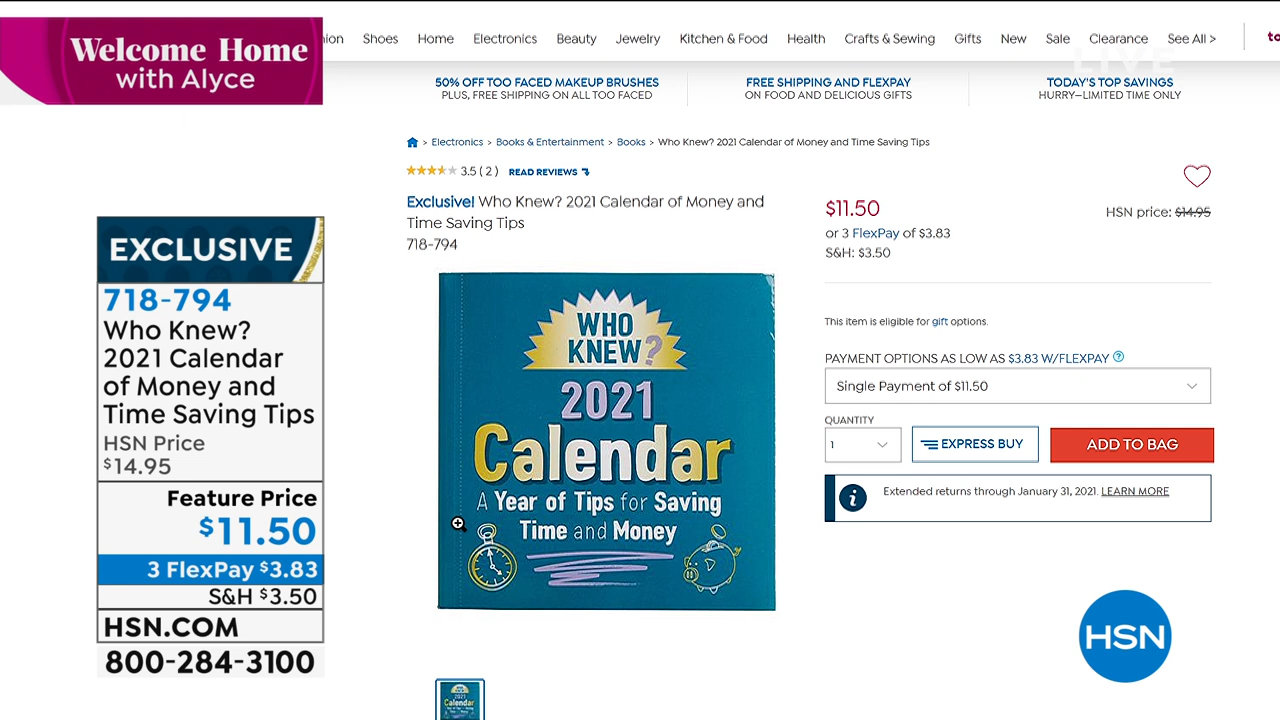 Welcome Home
with Alyce
Shoes Home Electronics Beauty Jewelry Kitchen & Food Health Crafts & Sewing Gifts New Sale Clearance See All >
LIVE
50% OFF TOO FACED MAKEUP BRUSHES
PLUS, FREE SHIPPING ON ALL TOO FACED
FREE SHIPPING AND FLEXPAY
ON FOOD AND DELICIOUS GIFTS
TODAY'S TOP SAVINGS
HURRY—LIMITED TIME ONLY
> Electronics > Books & Entertainment > Books > Who Knew? 2021 Calendar of Money and Time Saving Tips
3.5 ( 2 ) READ REVIEWS
Exclusive! Who Knew? 2021 Calendar of Money and
Time Saving Tips
718-794
WHO
KNEW?
2021
Calendar
A Year of Tips for Saving
Time and Money
$11.50
HSN price: $14.95
or 3 FlexPay of $3.83
S&H: $3.50
This item is eligible for gift options.
PAYMENT OPTIONS AS LOW AS $3.83 W/FLEXPAY ?
Single Payment of $11.50
QUANTITY
1
EXPRESS BUY
ADD TO BAG
i Extended returns through January 31, 2021. LEARN MORE
EXCLUSIVE
718-794
Who Knew?
2021 Calendar
of Money and
Time Saving Tips
HSN Price
$14.95
Feature Price
$11.50
3 FlexPay $3.83
S&H $3.50
HSN.COM
800-284-3100
HSN